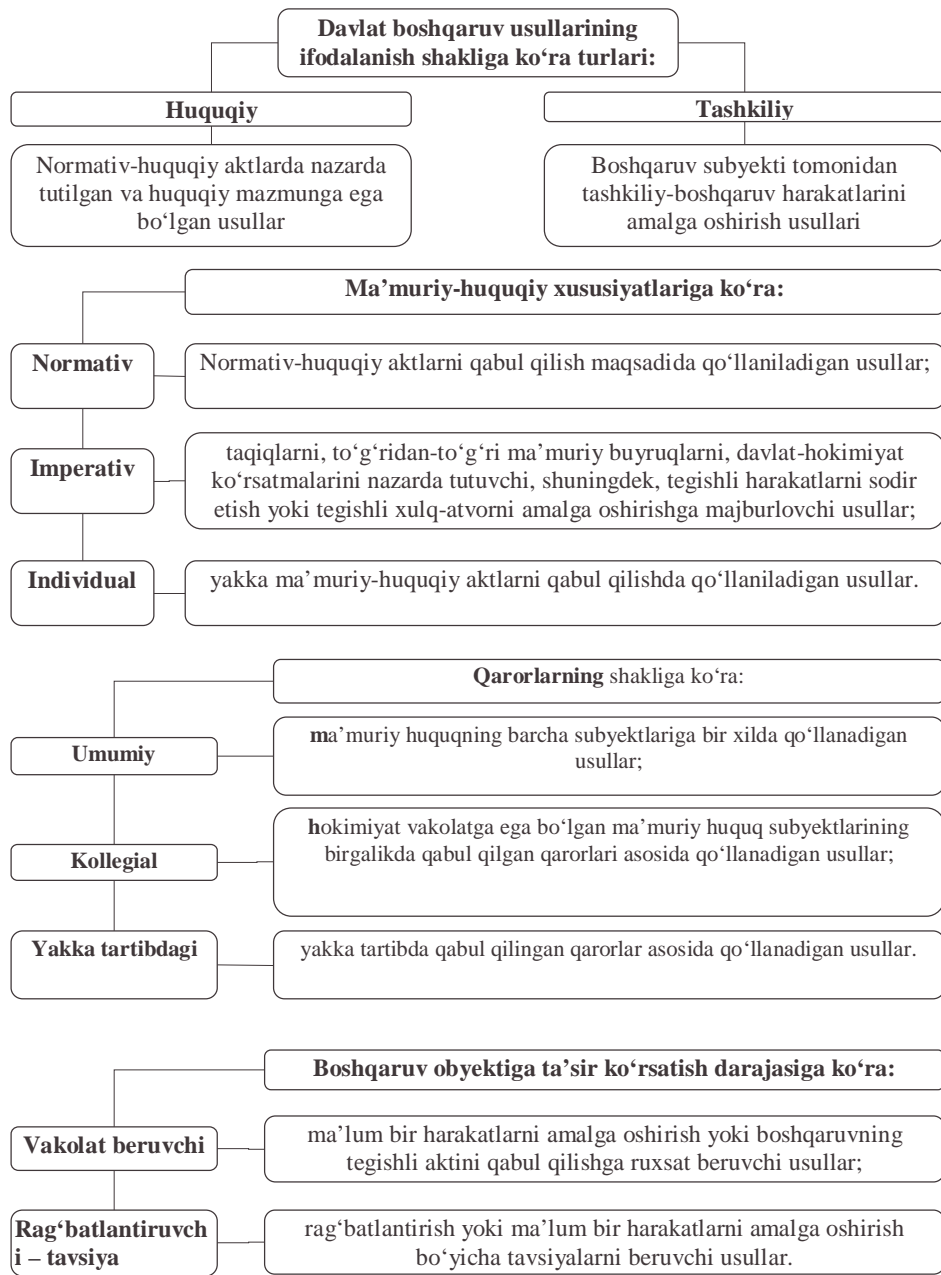 Davlat boshqaruv usullarining
ifodalanish shakliga ko‘ra turlari:
Huquqiy
Tashkiliy
Normativ-huquqiy aktlarda nazarda
tutilgan va huquqiy mazmunga ega
bo‘lgan usullar
Boshqaruv subyekti tomonidan
tashkiliy-boshqaruv harakatlarini
amalga oshirish usullari
Ma’muriy-huquqiy xususiyatlariga ko‘ra:
Normativ
Normativ-huquqiy aktlarni qabul qilish maqsadida qo‘llaniladigan usullar;
Imperativ
taqiqlarni, to‘g‘ridan-to‘g‘ri ma’muriy buyruqlarni, davlat-hokimiyat
ko‘rsatmalarini nazarda tutuvchi, shuningdek, tegishli harakatlarni sodir
etish yoki tegishli xulq-atvorni amalga oshirishga majburlovchi usullar;
Individual
yakka ma’muriy-huquqiy aktlarni qabul qilishda qo‘llaniladigan usullar.
Qarorlarning shakliga ko‘ra:
Umumiy
ma’muriy huquqning barcha subyektlariga bir xilda qo‘llanadigan
usullar;
Kollegial
hokimiyat vakolatga ega bo‘lgan ma’muriy huquq subyektlarining
birgalikda qabul qilgan qarorlari asosida qo‘llanadigan usullar;
Yakka tartibdagi
yakka tartibda qabul qilingan qarorlar asosida qo‘llanadigan usullar.
Boshqaruv obyektiga ta’sir ko‘rsatish darajasiga ko‘ra:
Vakolat beruvchi
ma’lum bir harakatlarni amalga oshirish yoki boshqaruvning
tegishli aktini qabul qilishga ruxsat beruvchi usullar;
Rag‘batlantiruvch
i – tavsiya
rag‘batlantirish yoki ma’lum bir harakatlarni amalga oshirish
bo‘yicha tavsiyalarni beruvchi usullar.